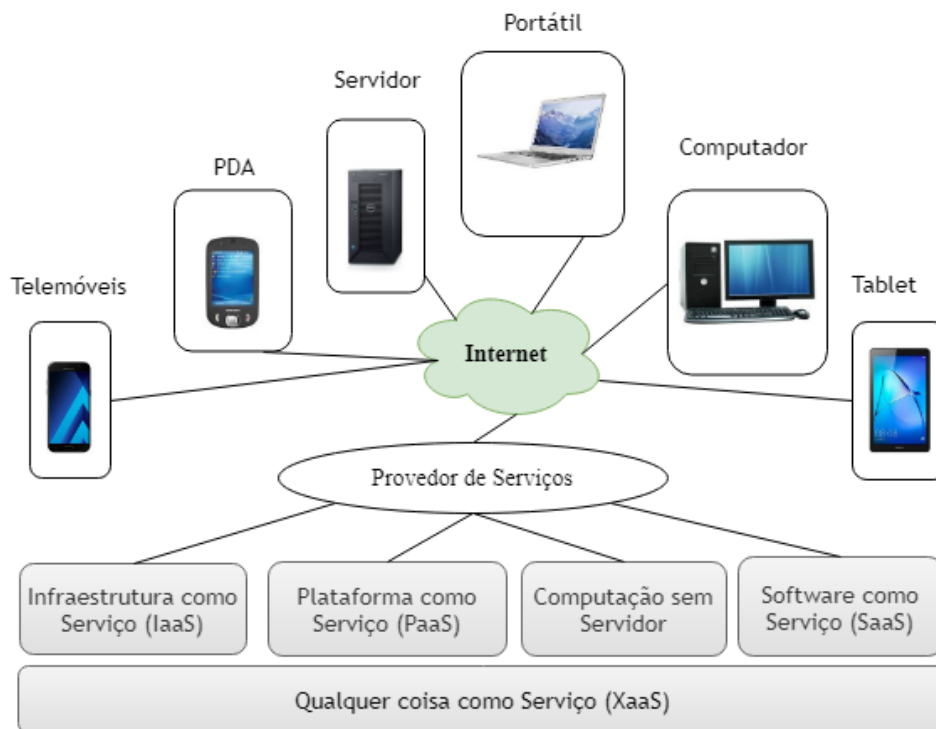 Portátil
Servidor
Computador
PDA
Telemóveis
Tablet
Internet
Provedor de Serviços
Infraestrutura como
Serviço (IaaS)
Plataforma como
Serviço (PaaS)
Computação sem
Servidor
Software como
Serviço (SaaS)
Qualquer coisa como Serviço (XaaS)